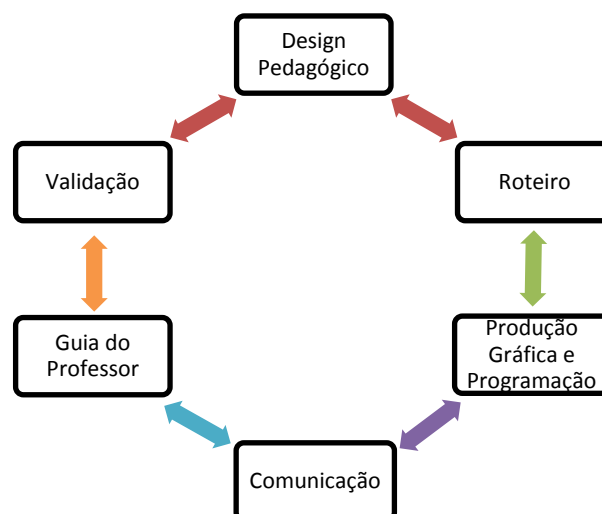 Design
Pedagógico
Validação
Roteiro
Guia do
Professor
Produção
Gráfica e
Programação
Comunicação